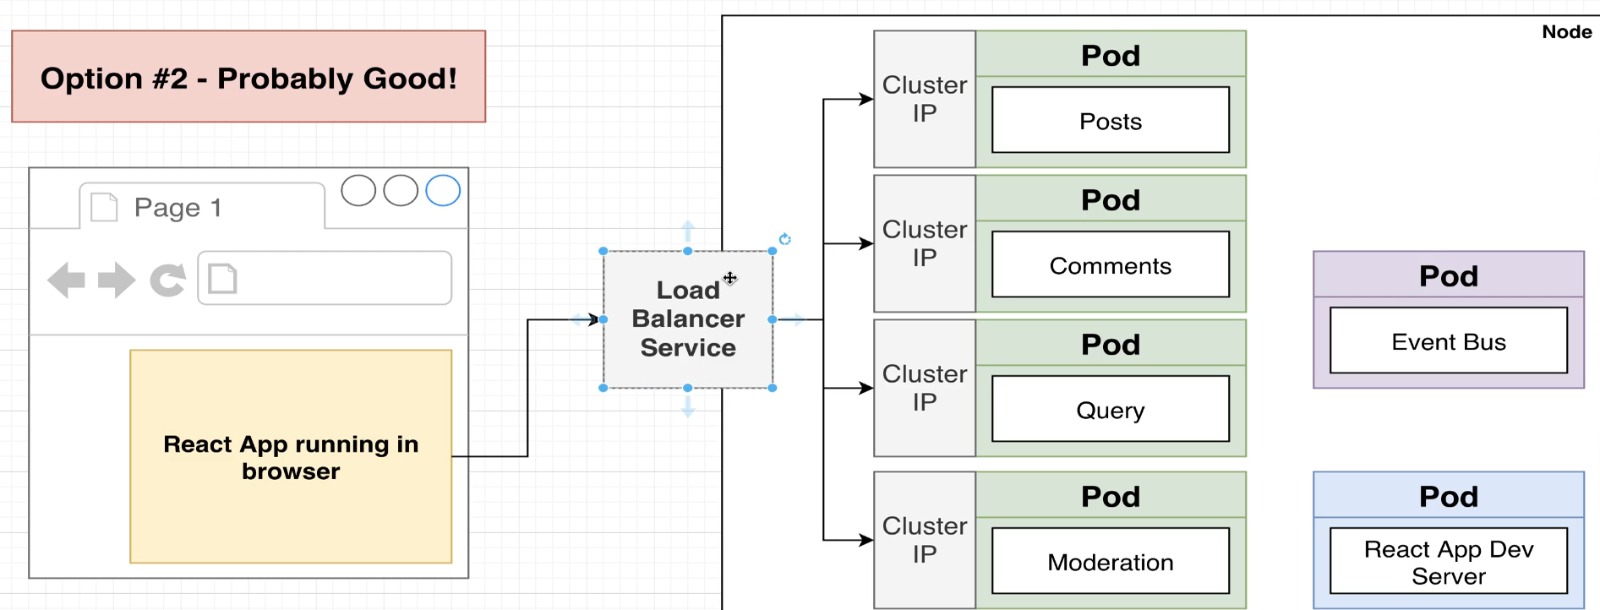 Option #2 - Probably Good!
Page 1
React App running in
browser
Load
Balancer
Service
Node
Cluster
IP
Pod
Posts
Cluster
IP
Pod
Comments
Cluster
IP
Pod
Query
Cluster
IP
Pod
Moderation
Pod
Event Bus
Pod
React App Dev
Server